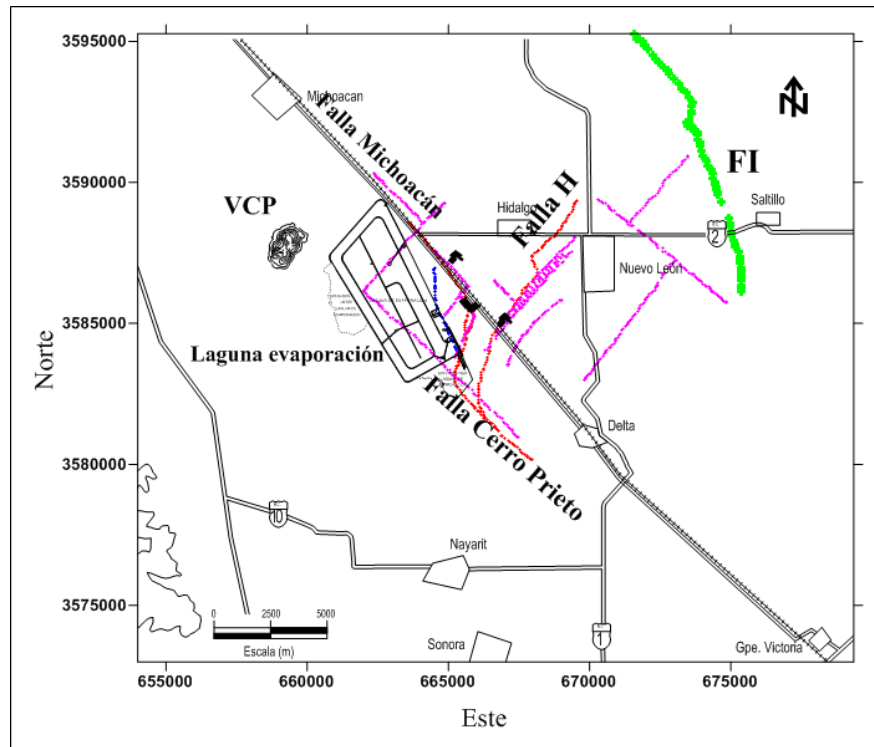 3595000
Michoacan
Falla Michoacán
N
FI
3590000
VCP
Hidalgo
Falla H
Saltillo
2
Nuevo León
3585000
Laguna evaporación
Norte
Falla Cerro Prieto
Delta
3580000
10
Nayarit
3575000
0 2500 5000
Escala (m)
Sonora
1
Gpe. Victoria
655000 660000 665000 670000 675000
Este